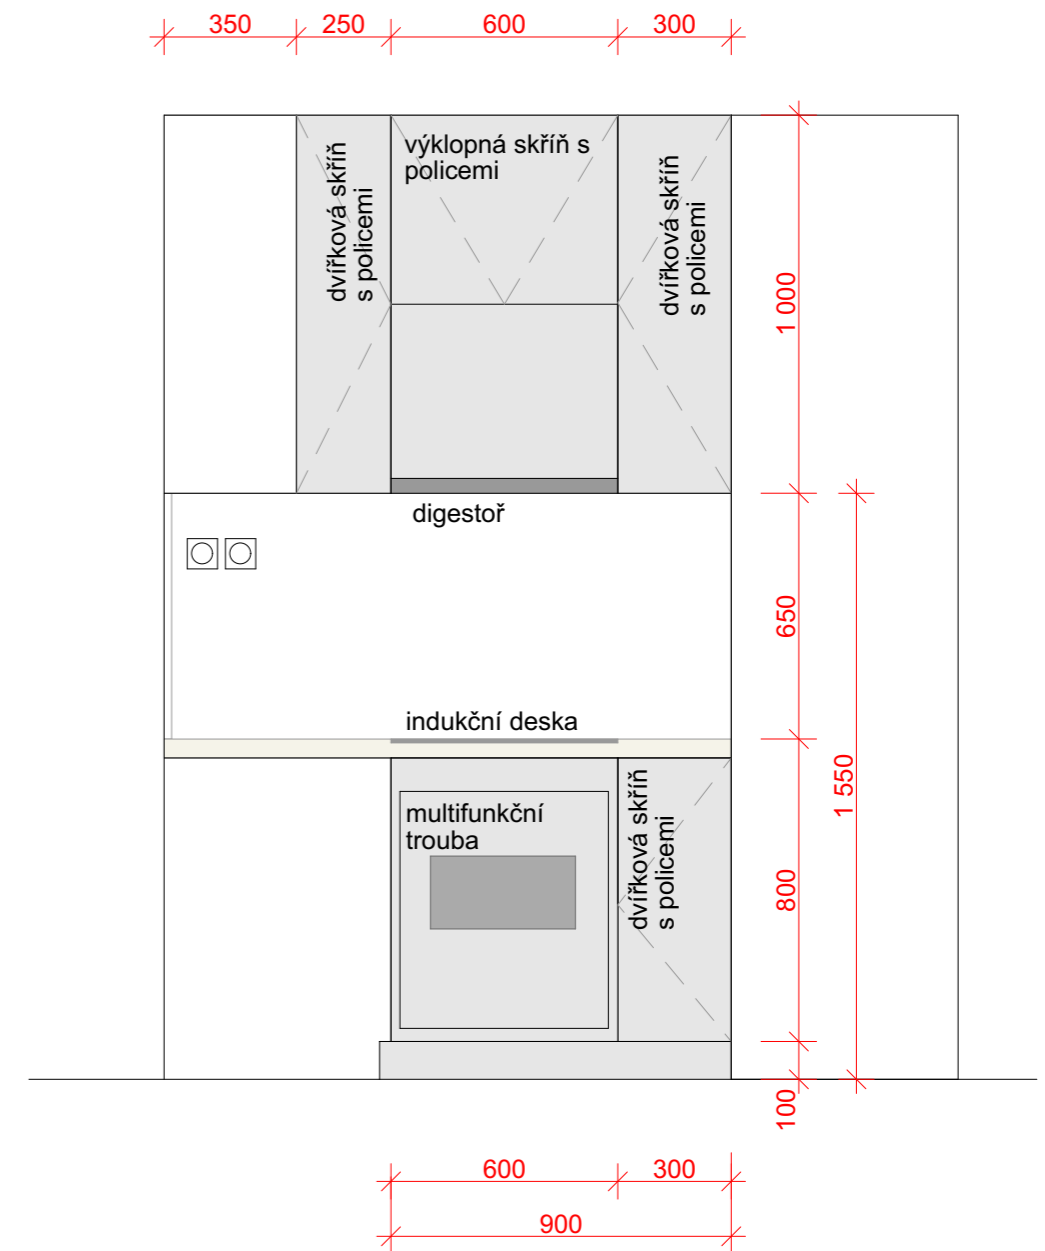 350
250
600
300
výklopná skříň s
policemi
dvířková skříň
s policemi
dvířková skříň
s policemi
1 000
digestoř
650
indukční deska
1 550
multifunkční
trouba
dvířková skříň
s policemi
800
100
600
300
900